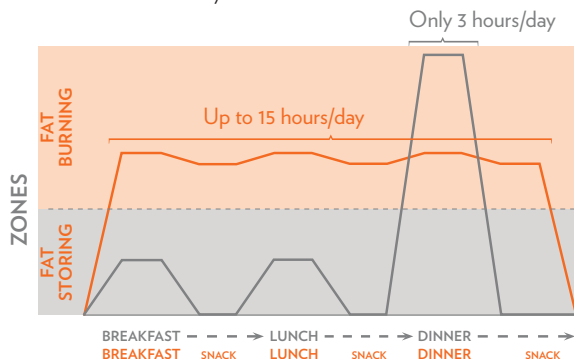 Only 3 hours/day
Up to 15 hours/day
ZONES
FAT
BURNING
FAT
STORING
BREAKFAST LUNCH DINNER
BREAKFAST SNACK LUNCH SNACK DINNER SNACK